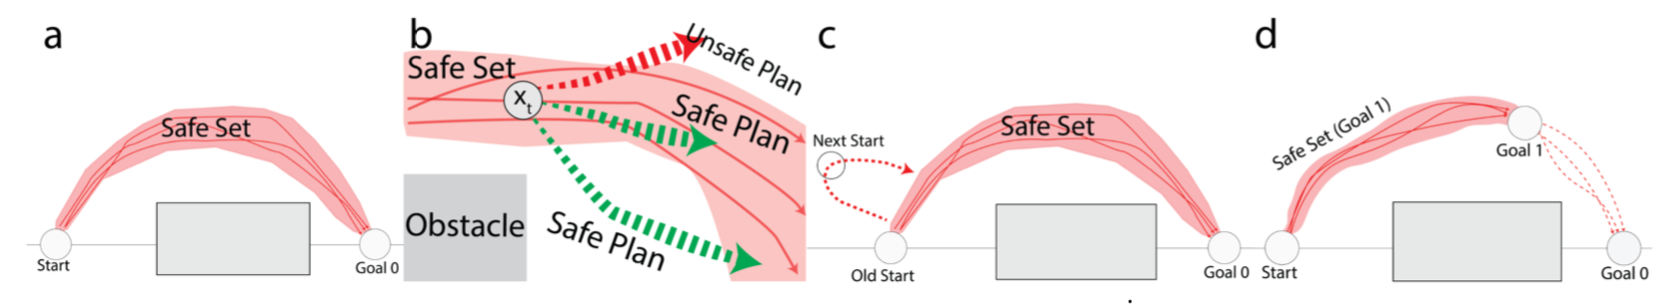 a
Safe Set
Start
Goal 0
b
Safe Set
Xt
Unsafe Plan
Safe Plan
Obstacle
Safe Plan
c
Safe Set
Next Start
Old Start
Goal 0
d
Safe Set (Goal 1)
Goal 1
Start
Goal 0